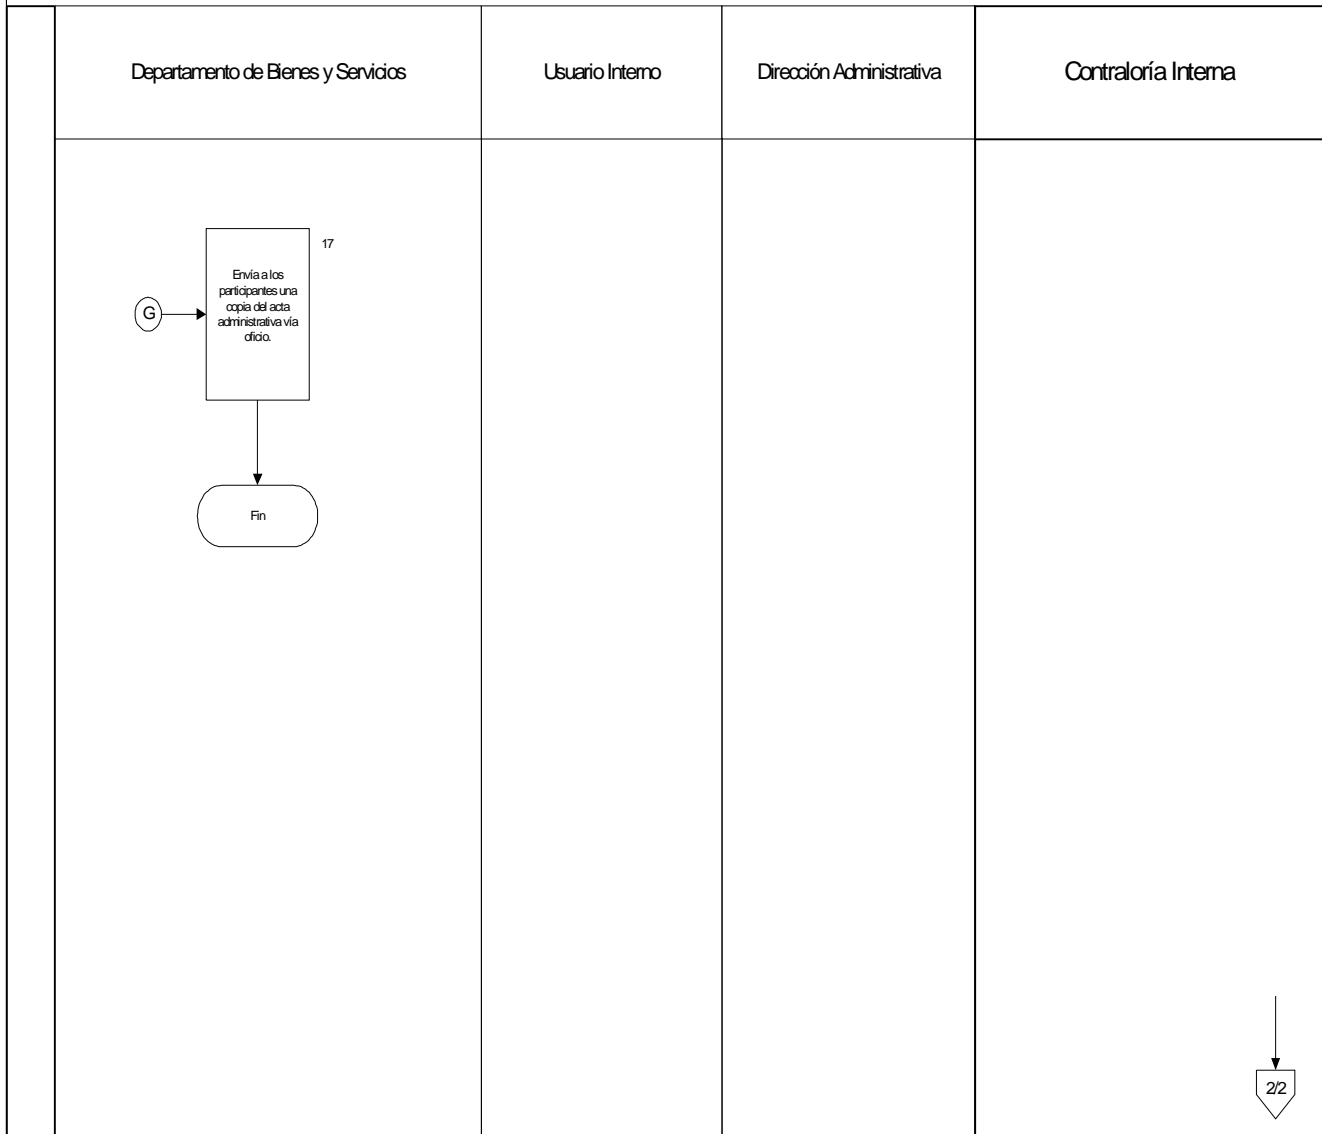 Departamento de Bienes y Servicios
Usuario Interno
Dirección Administrativa
Contraloría Interna
17
Envía a los
participantes una
copia del acta
administrativa vía
oficio.
G
Fin
2/2